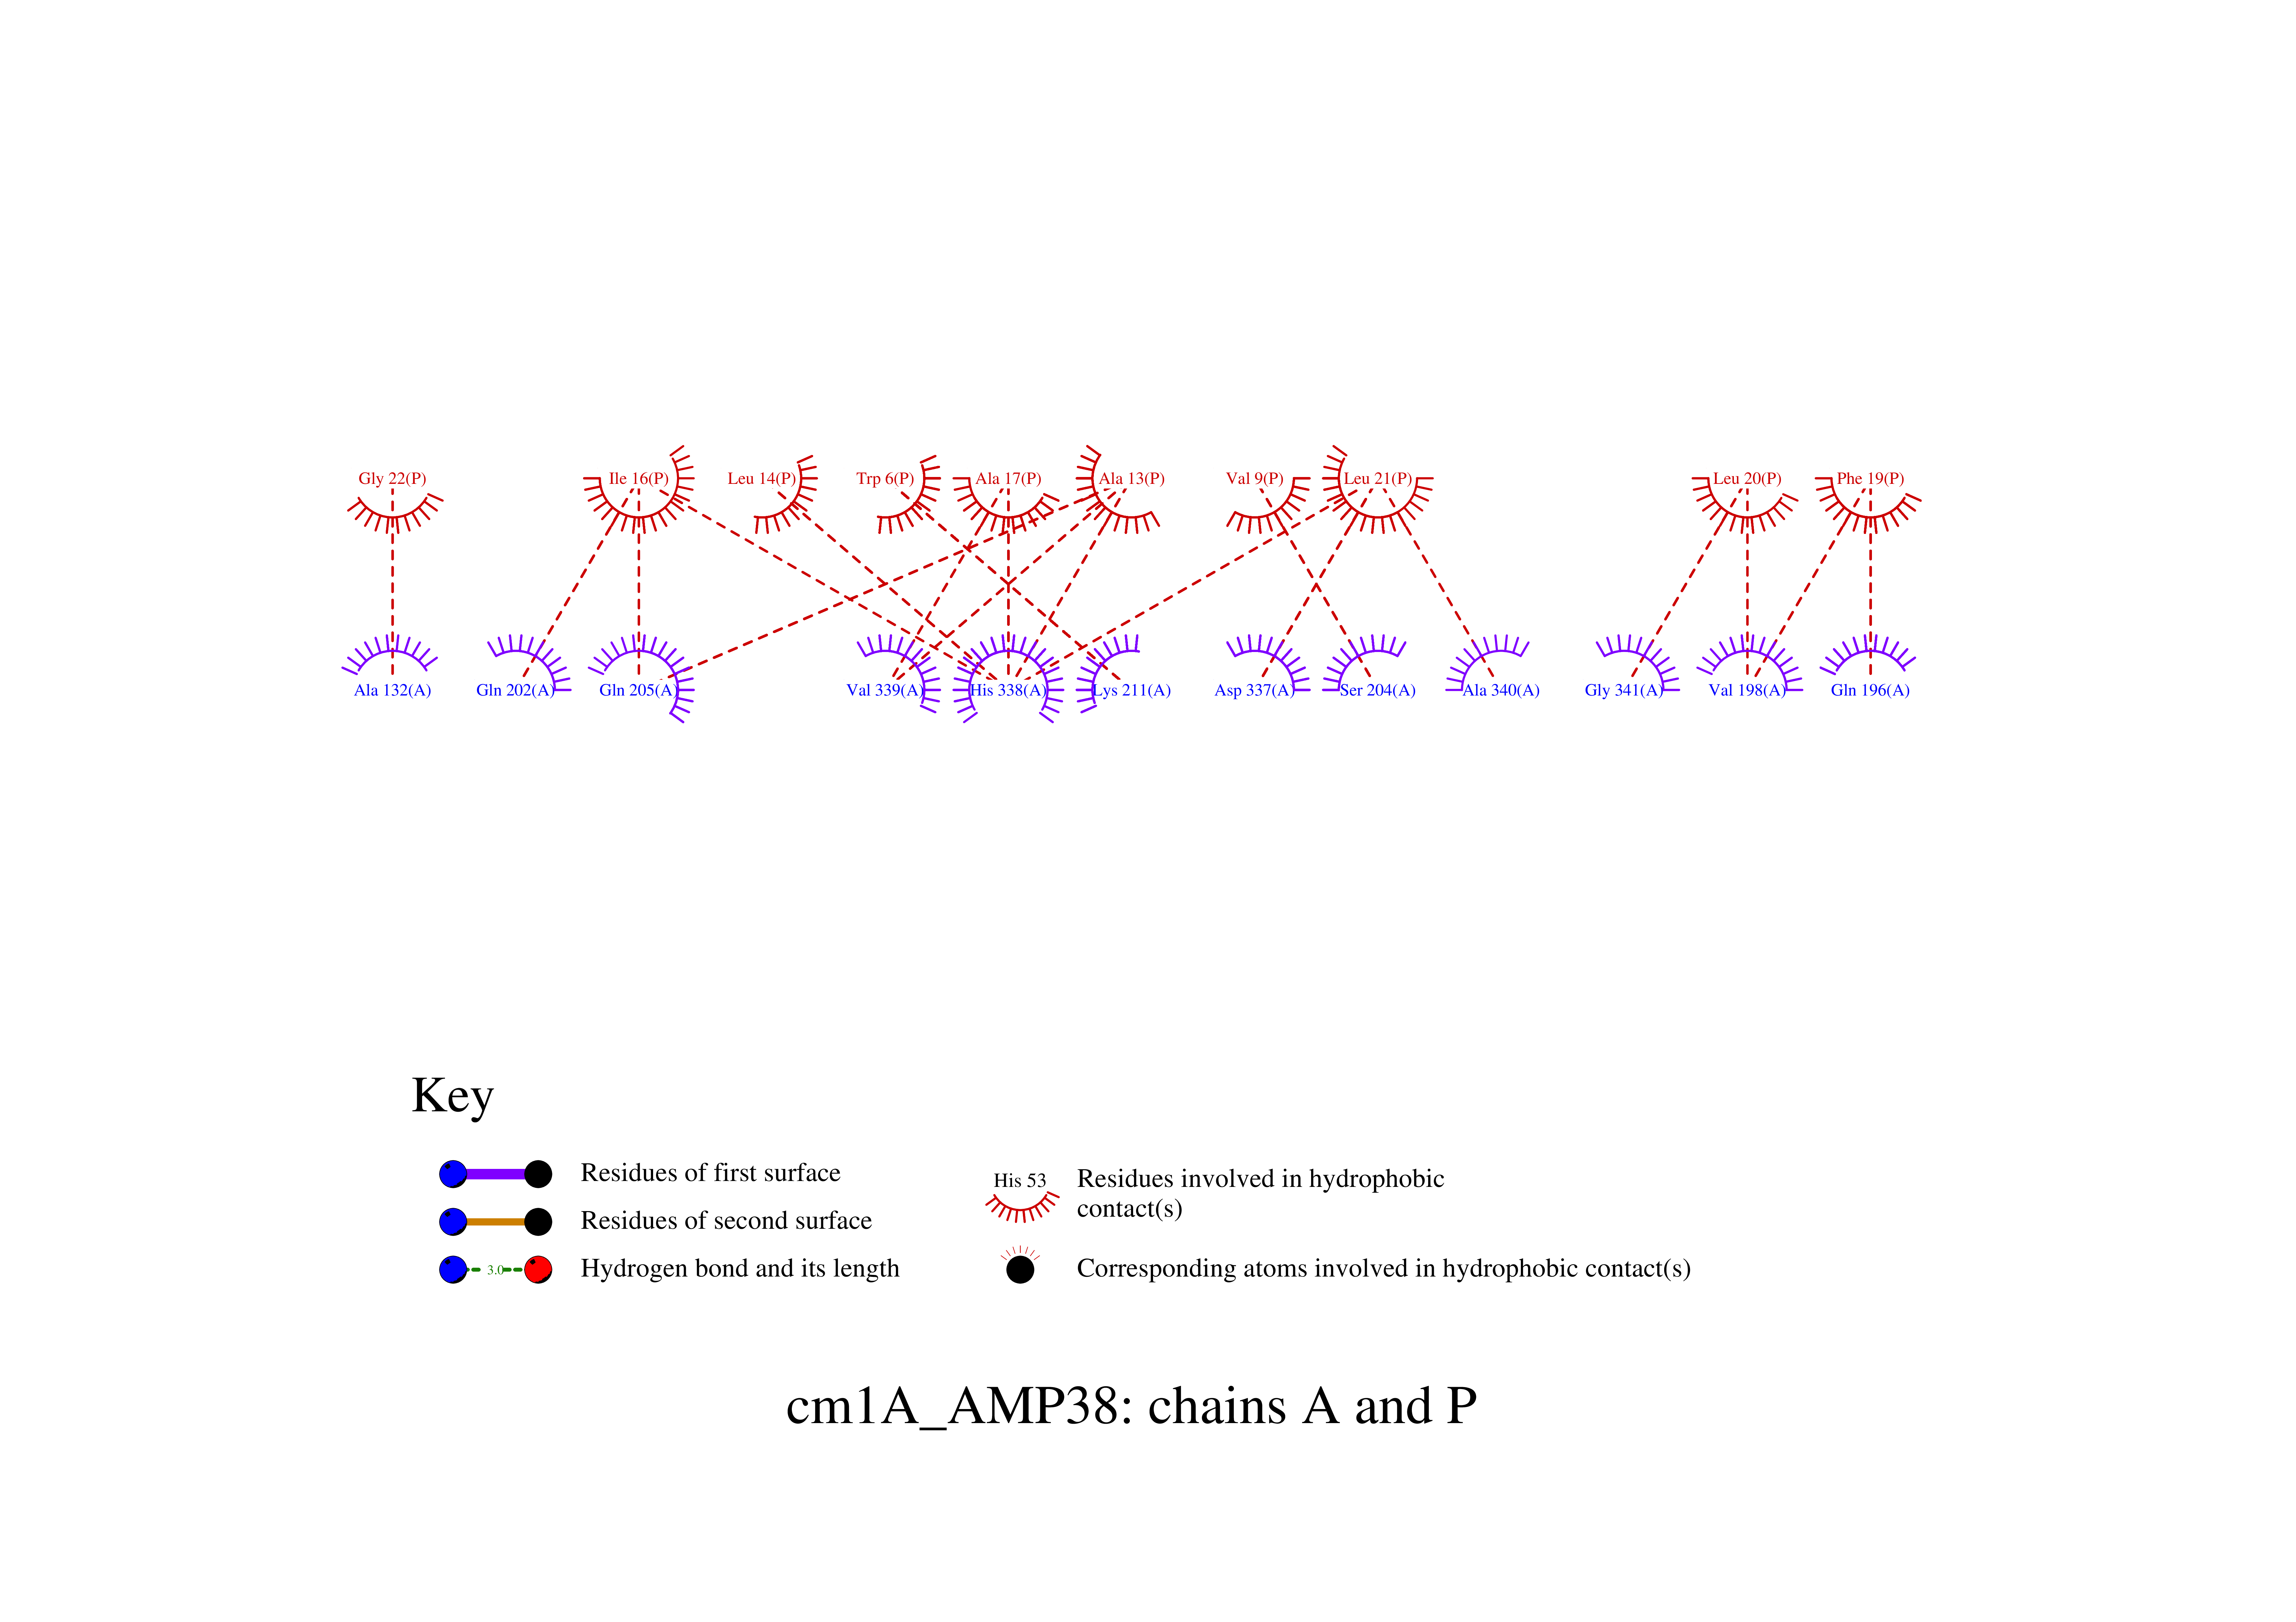 Gly 22(P) Ile 16(P) Leu 14(P) Trp 6(P) Ala 17(P) Ala 13(P) Val 9(P) Leu 21(P) Leu 20(P) Phe 19(P)
Ala 132(A) Gln 202(A) Gln 205(A) Val 339(A) His 338(A) Lys 211(A) Asp 337(A) Ser 204(A) Ala 340(A) Gly 341(A) Val 198(A) Gln 196(A)
Key
Residues of first surface
Residues of second surface
3.0 Hydrogen bond and its length
His 53 Residues involved in hydrophobic
contact(s)
Corresponding atoms involved in hydrophobic contact(s)
cm1A_AMP38: chains A and P